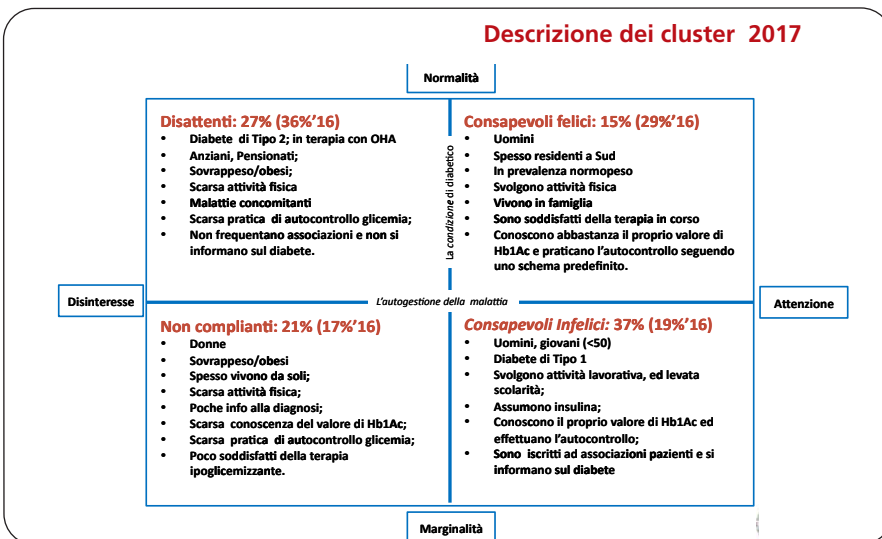 Descrizione dei cluster 2017
Normalità
Disattenti: 27% (36%'16)
• Diabete di Tipo 2; in terapia con OHA
• Anziani, Pensionati;
• Sovrappeso/obesi;
• Scarsa attività fisica
• Malattie concomitanti
• Scarsa pratica di autocontrollo glicemia;
• Non frequentano associazioni e non si
informano sul diabete.
La condizione di diabetico
Consapevoli felici: 15% (29%'16)
• Uomini
• Spesso residenti a Sud
• In prevalenza normopeso
• Svolgono attività fisica
• Vivono in famiglia
• Sono soddisfatti della terapia in corso
• Conoscono abbastanza il proprio valore di
Hb1Ac e praticano l'autocontrollo seguendo
uno schema predefinito.
Disinteresse
L'autogestione della malattia
Attenzione
Non complianti: 21% (17%'16)
• Donne
• Sovrappeso/obesi
• Spesso vivono da soli;
• Scarsa attività fisica;
• Poche info alla diagnosi;
• Scarsa conoscenza del valore di Hb1Ac;
• Scarsa pratica di autocontrollo glicemia;
• Poco soddisfatti della terapia
ipoglicemizzante.
Consapevoli Infelici: 37% (19%'16)
• Uomini, giovani (<50)
• Diabete di Tipo 1
• Svolgono attività lavorativa, ed levata
scolarità;
• Assumono insulina;
• Conoscono il proprio valore di Hb1Ac ed
effettuano l'autocontrollo;
• Sono iscritti ad associazioni pazienti e si
informano sul diabete
Marginalità